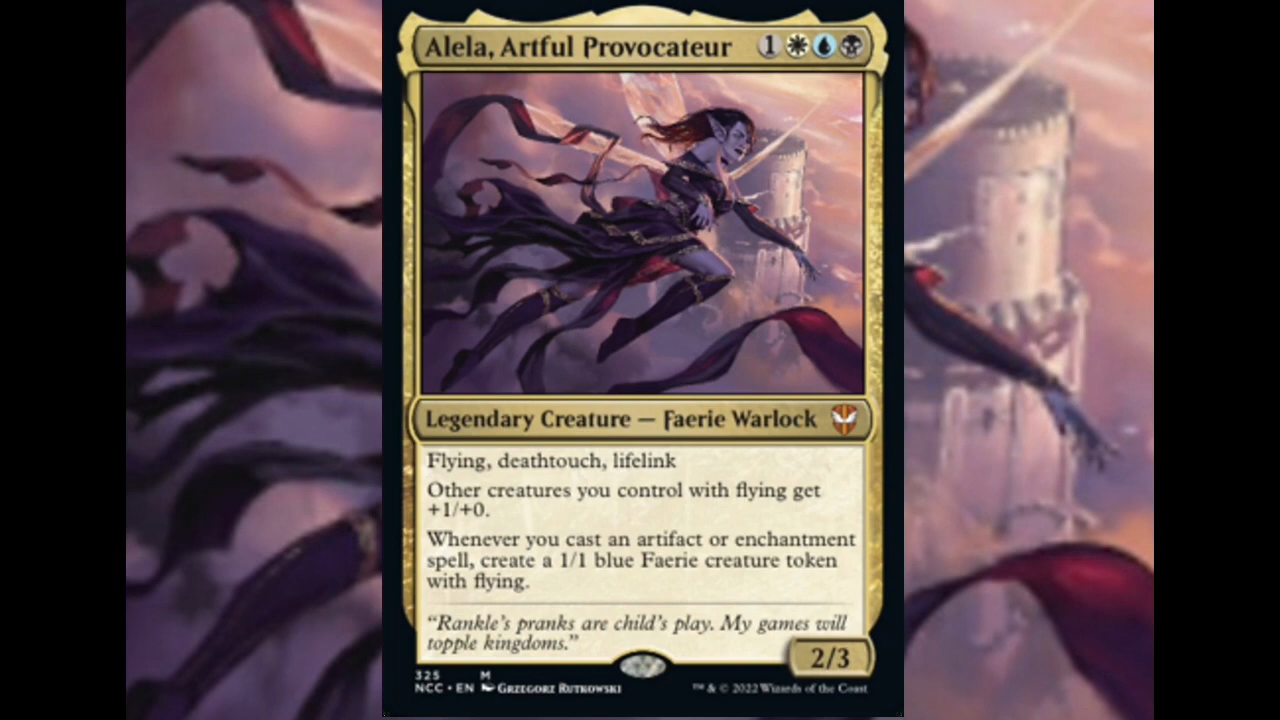 Alela, Artful Provocateur 1
Legendary Creature — Faerie Warlock
Flying, deathtouch, lifelink
Other creatures you control with flying get
+1/+0.
Whenever you cast an artifact or enchantment
spell, create a 1/1 blue Faerie creature token
with flying.
“Rankle’s pranks are child’s play. My games will
topple kingdoms.”
2/3
325 M
NCC • EN Grzegorz Rutkowski ™ & © 2022 Wizards of the Coast